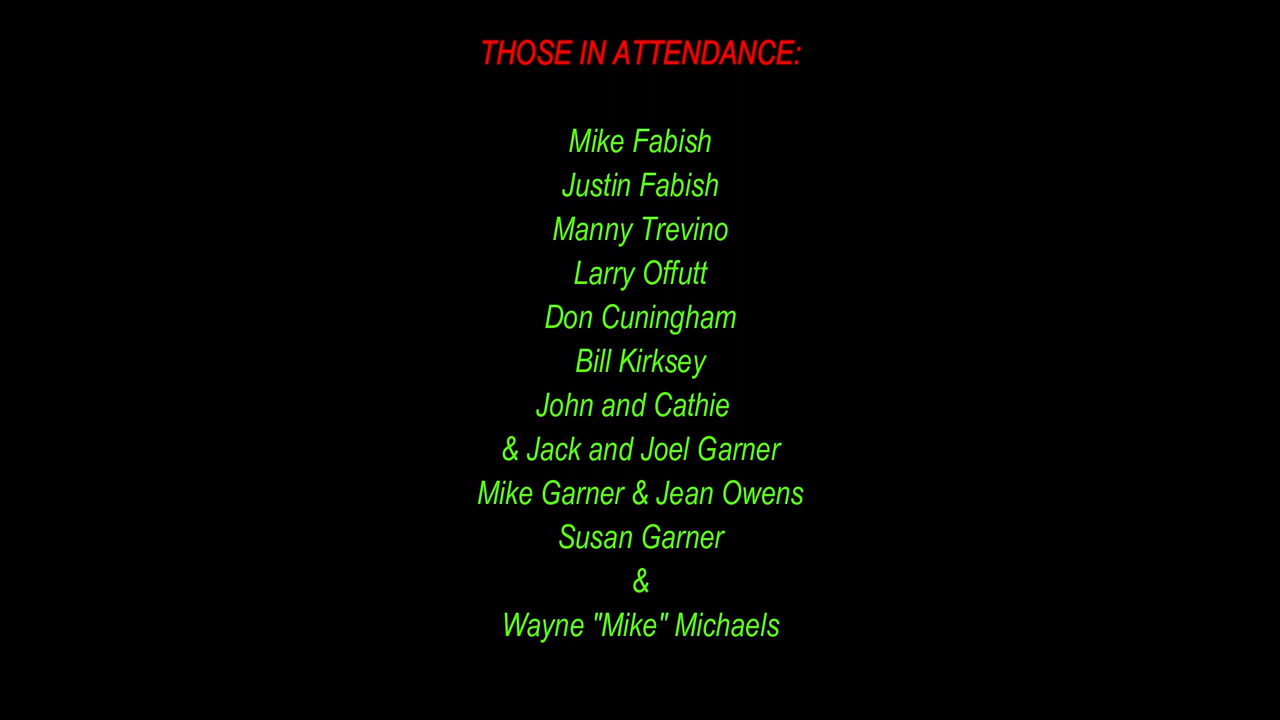 THOSE IN ATTENDANCE:
Mike Fabish
Justin Fabish
Manny Trevino
Larry Offutt
Don Cuningham
Bill Kirksey
John and Cathie
& Jack and Joel Garner
Mike Garner & Jean Owens
Susan Garner
&
Wayne "Mike" Michaels